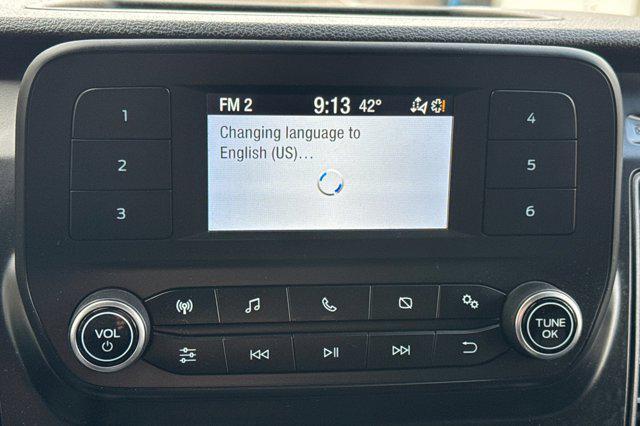 FM 2 9:13 42°
Changing language to
English (US)...
1
2
3
4
5
6
VOL
TUNE
OK